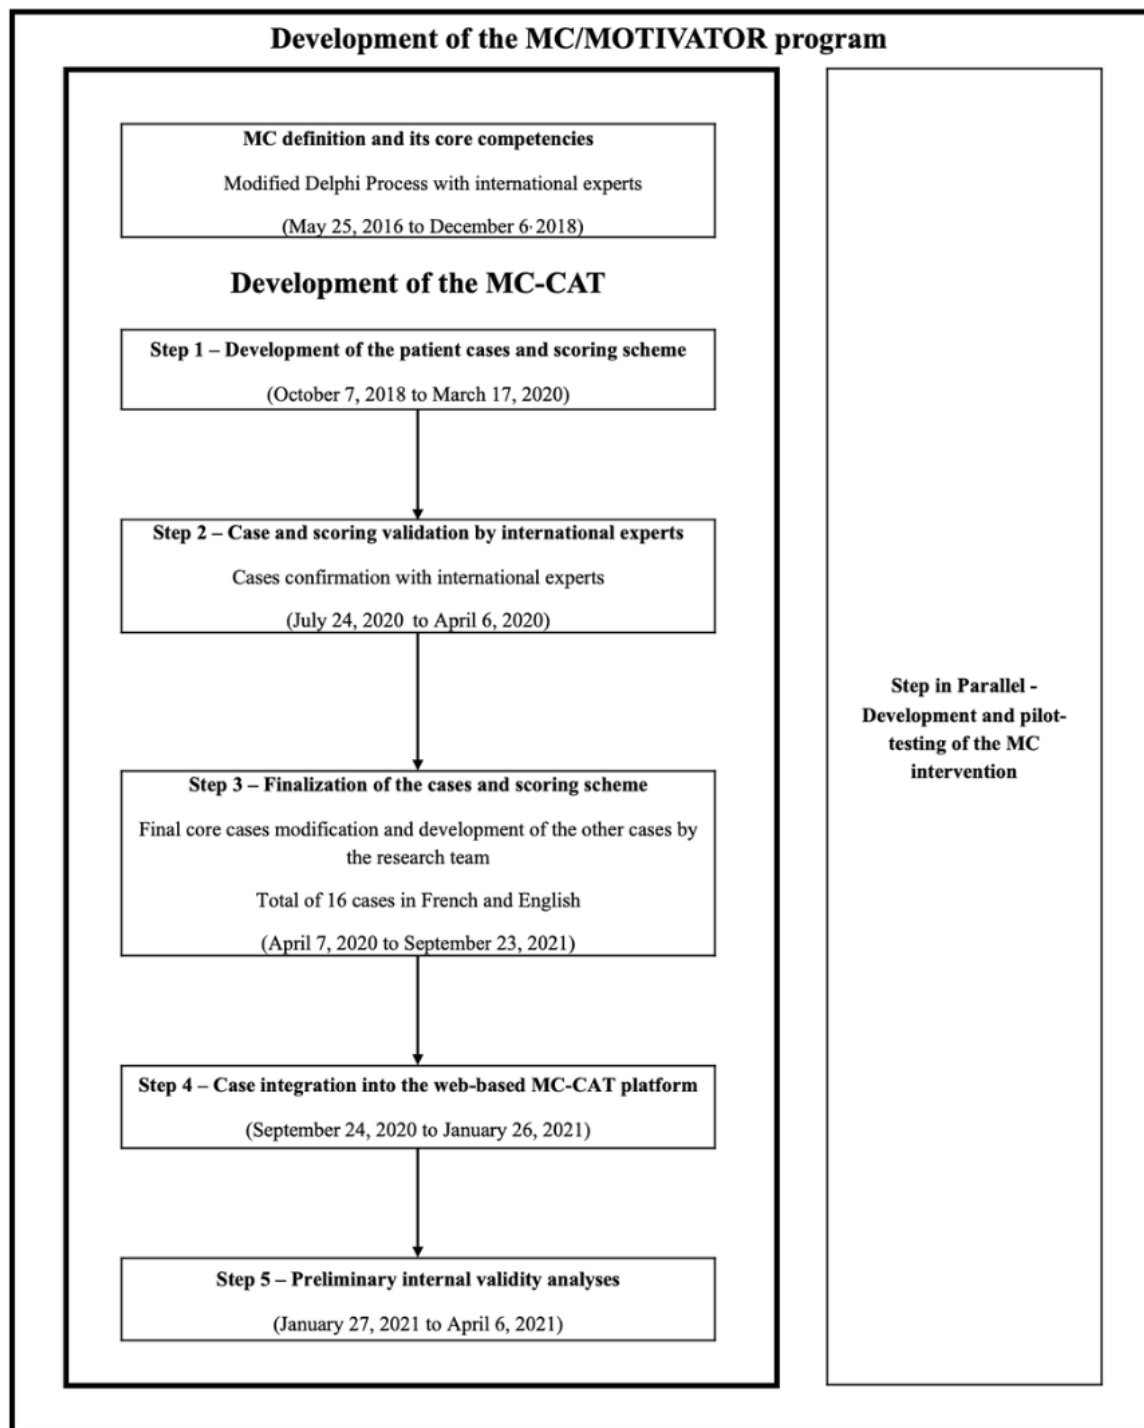 Development of the MC/MOTIVATOR program
MC definition and its core competencies
Modified Delphi Process with international experts
(May 25, 2016 to December 6, 2018)
Development of the MC-CAT
Step 1 – Development of the patient cases and scoring scheme
(October 7, 2018 to March 17, 2020)
Step 2 – Case and scoring validation by international experts
Cases confirmation with international experts
(July 24, 2020 to April 6, 2020)
Step 3 – Finalization of the cases and scoring scheme
Final core cases modification and development of the other cases by
the research team
Total of 16 cases in French and English
(April 7, 2020 to September 23, 2021)
Step 4 – Case integration into the web-based MC-CAT platform
(September 24, 2020 to January 26, 2021)
Step 5 – Preliminary internal validity analyses
(January 27, 2021 to April 6, 2021)
Step in Parallel -
Development and pilot-
testing of the MC
intervention